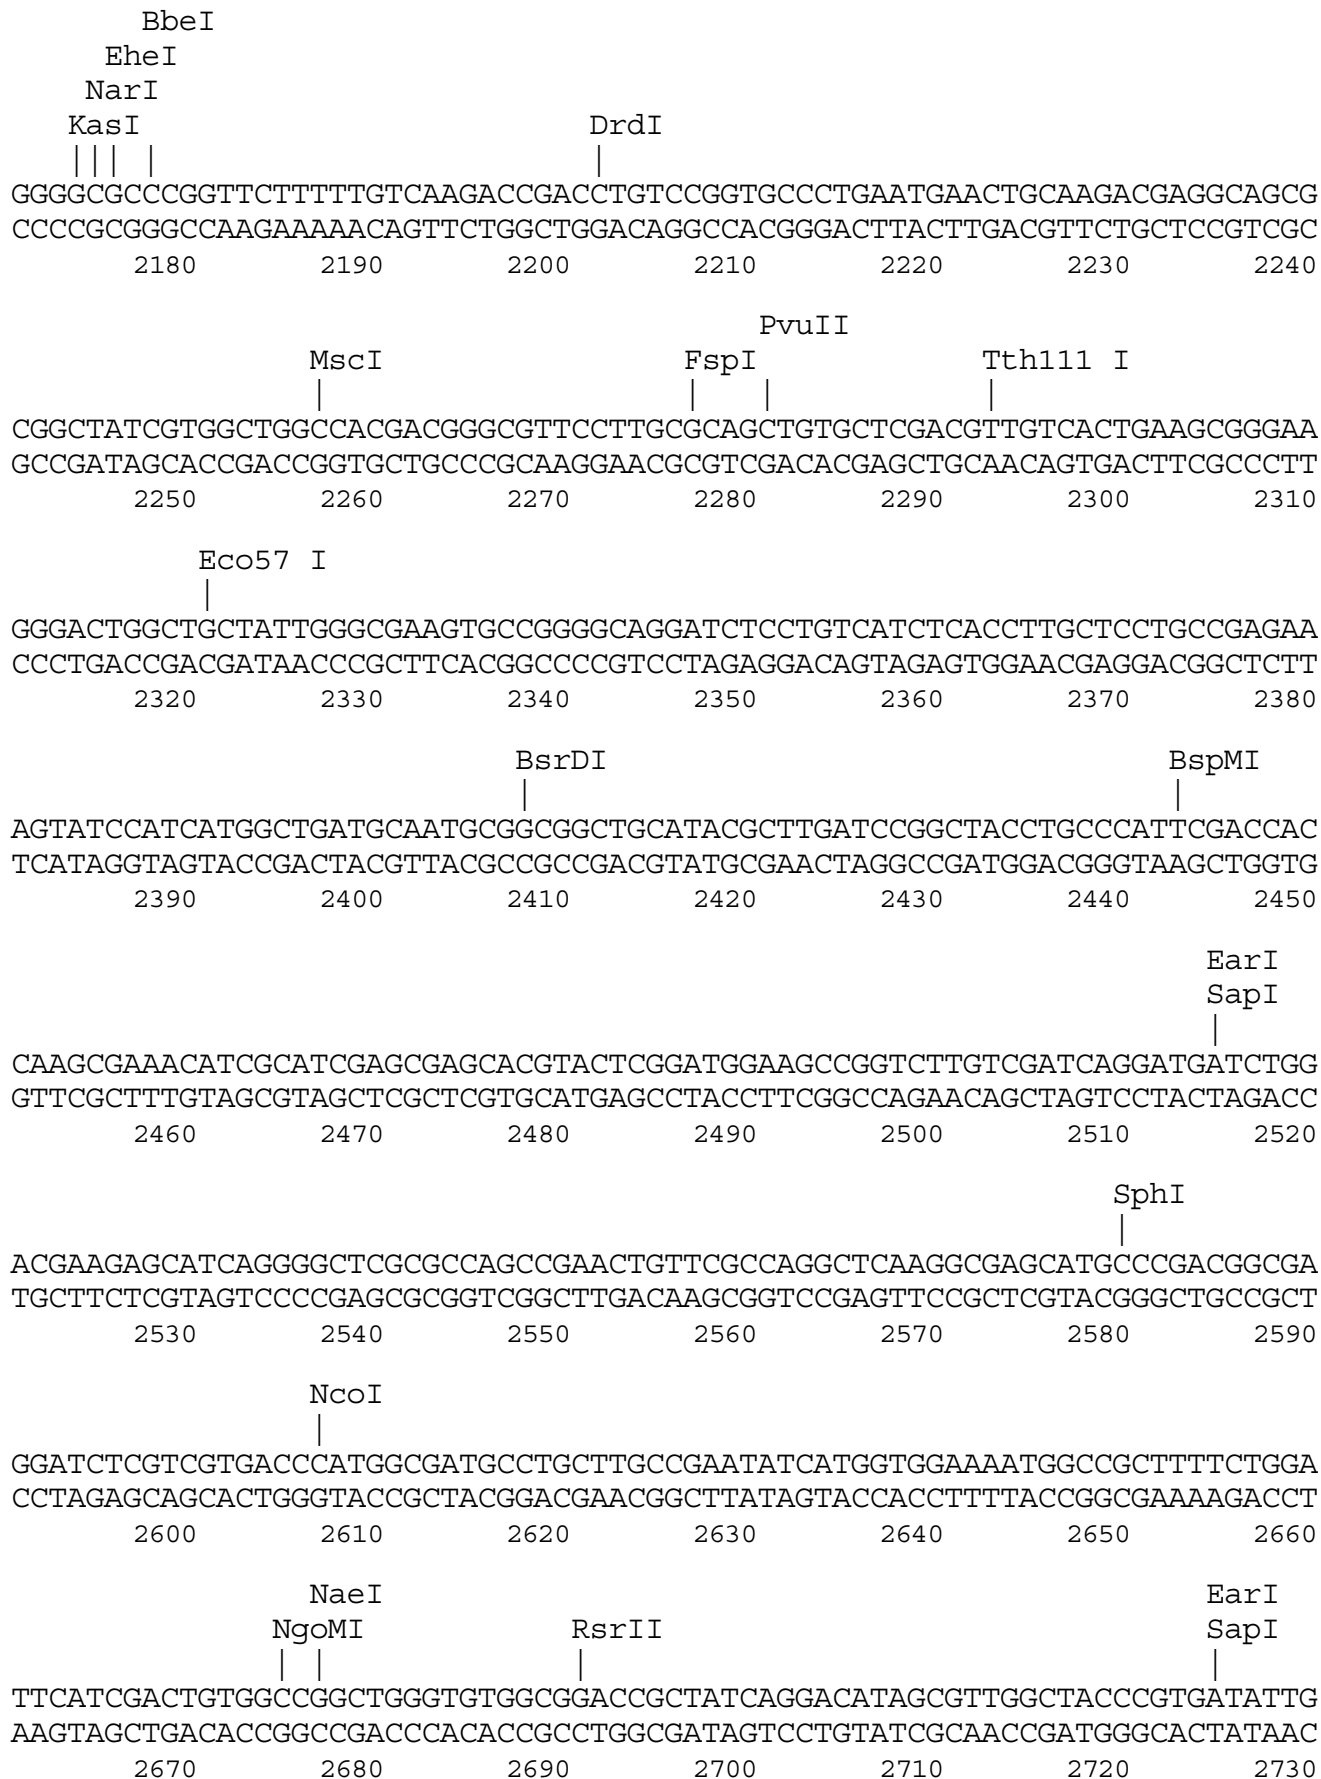 BbeI
EheI
NarI
KasI DrdI
GGGGCGCCCGGTTCTTTTTGTCAAGACCGACCTGTCCGGTGCCCTGAATGAACTGCAAGACGAGGCAGCG
CCCCGCGGGCCAAGAAAAACAGTTCTGGCTGGACAGGCCACGGGACTTACTTGACGTTCTGCTCCGTCGC
2180 2190 2200 2210 2220 2230 2240
PvuII
MscI FspI Tth111 I
CGGCTATCGTGGCTGGCCACGACGGGCGTTCCTTGCGCAGCTGTGCTCGACGTTGTCACTGAAGCGGGAA
GCCGATAGCACCGACCGGTGCTGCCCGCAAGGAACGCGTCGACACGAGCTGCAACAGTGACTTCGCCCTT
2250 2260 2270 2280 2290 2300 2310
Eco57 I
GGGACTGGCTGCTATTGGGCGAAGTGCCGGGGCAGGATCTCCTGTCATCTCACCTTGCTCCTGCCGAGAA
CCCTGACCGACGATAACCCGCTTCACGGCCCCGTCCTAGAGGACAGTAGAGTGGAACGAGGACGGCTCTT
2320 2330 2340 2350 2360 2370 2380
BsrDI BspMI
AGTATCCATCATGGCTGATGCAATGCGGCGGCTGCATACGCTTGATCCGGCTACCTGCCCATTCGACCAC
TCATAGGTAGTACCGACTACGTTACGCCGCCGACGTATGCGAACTAGGCCGATGGACGGGTAAGCTGGTG
2390 2400 2410 2420 2430 2440 2450
EarI
SapI
CAAGCGAAACATCGCATCGAGCGAGCACGTACTCGGATGGAAGCCGGTCTTGTCGATCAGGATGATCTGG
GTTCGCTTTGTAGCGTAGCTCGCTCGTGCATGAGCCTACCTTCGGCCAGAACAGCTAGTCCTACTAGACC
2460 2470 2480 2490 2500 2510 2520
SphI
ACGAAGAGCATCAGGGGCTCGCGCCAGCCGAACTGTTCGCCAGGCTCAAGGCGAGCATGCCCGACGGCGA
TGCTTCTCGTAGTCCCCGAGCGCGGTCGGCTTGACAAGCGGTCCGAGTTCCGCTCGTACGGGCTGCCGCT
2530 2540 2550 2560 2570 2580 2590
NcoI
GGATCTCGTCGTGACCCATGGCGATGCCTGCTTGCCGAATATCATGGTGGAAAATGGCCGCTTTTCTGGA
CCTAGAGCAGCACTGGGTACCGCTACGGACGAACGGCTTATAGTACCACCTTTTACCGGCGAAAAGACCT
2600 2610 2620 2630 2640 2650 2660
NaeI EarI
NgoMI RsrII SapI
TTCATCGACTGTGGCCGGCTGGGTGTGGCGGACCGCTATCAGGACATAGCGTTGGCTACCCGTGATATTG
AAGTAGCTGACACCGGCCGACCCACACCGCCTGGCGATAGTCCTGTATCGCAACCGATGGGCACTATAAC
2670 2680 2690 2700 2710 2720 2730